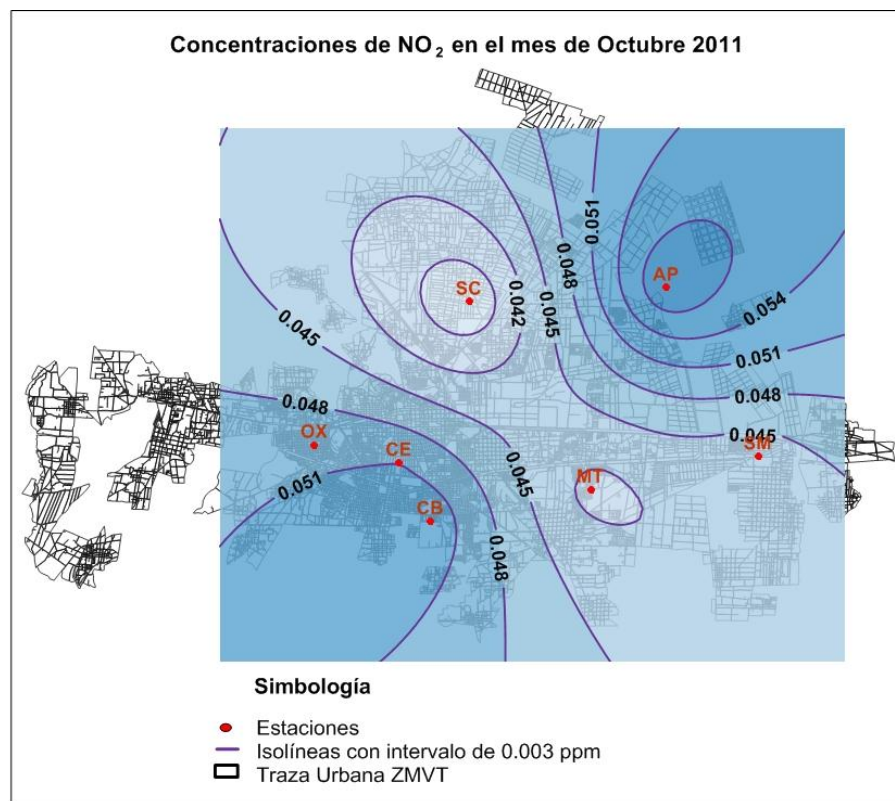 Concentraciones de NO₂ en el mes de Octubre 2011
0.051
AP
0.048
SC
0.054
0.042
0.045
0.045
0.051
0.048
0.048
OX
0.045
CE
SM
0.051
0.045
MT
CB
0.048
Simbología
Estaciones
Isolíneas con intervalo de 0.003 ppm
Traza Urbana ZMVT